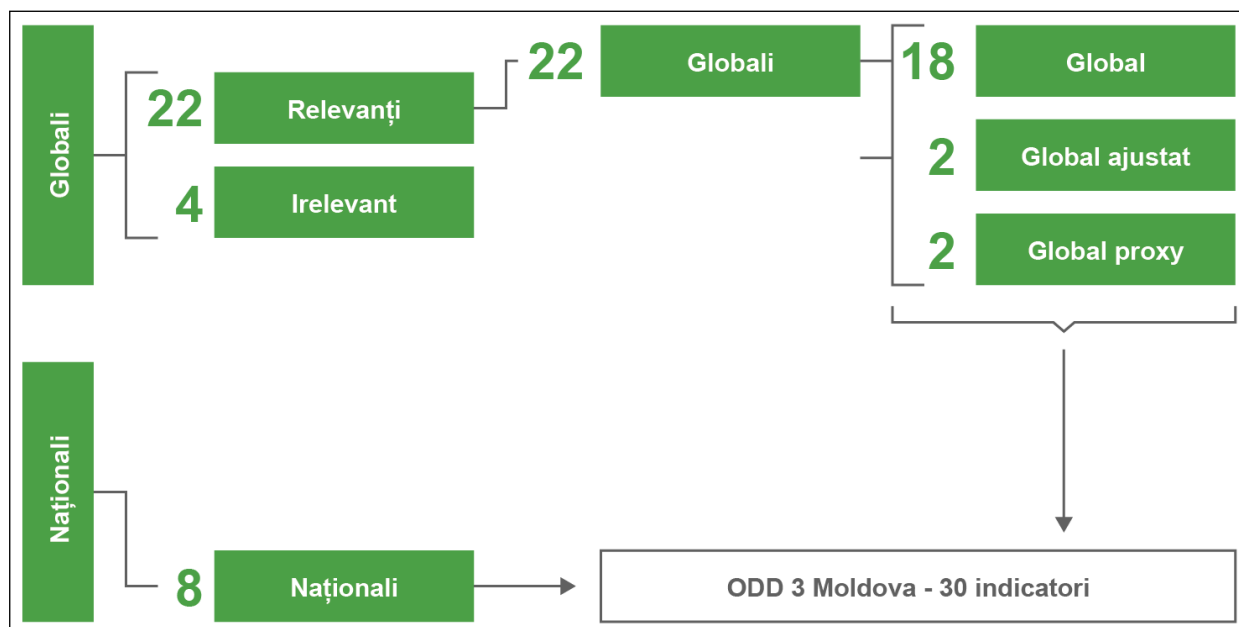 Globali
22 Relevanți
4 Irelevant
22 Globali
18 Global
2 Global ajustat
2 Global proxy
Naționali
8 Naționali
ODD 3 Moldova - 30 indicatori